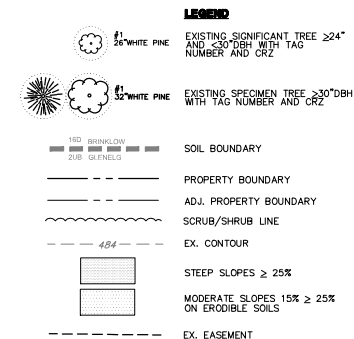 LEGEND
#1
26"WHITE PINE
EXISTING SIGNIFICANT TREE ≥24"
AND <30"DBH WITH TAG
NUMBER AND CRZ
#1
32"WHITE PINE
EXISTING SPECIMEN TREE ≥30"DBH
WITH TAG NUMBER AND CRZ
16D BRINKLOW
2UB GLENELG
SOIL BOUNDARY
PROPERTY BOUNDARY
ADJ. PROPERTY BOUNDARY
SCRUB/SHRUB LINE
484
EX. CONTOUR
STEEP SLOPES ≥ 25%
MODERATE SLOPES 15% ≥ 25%
ON ERODIBLE SOILS
EX. EASEMENT